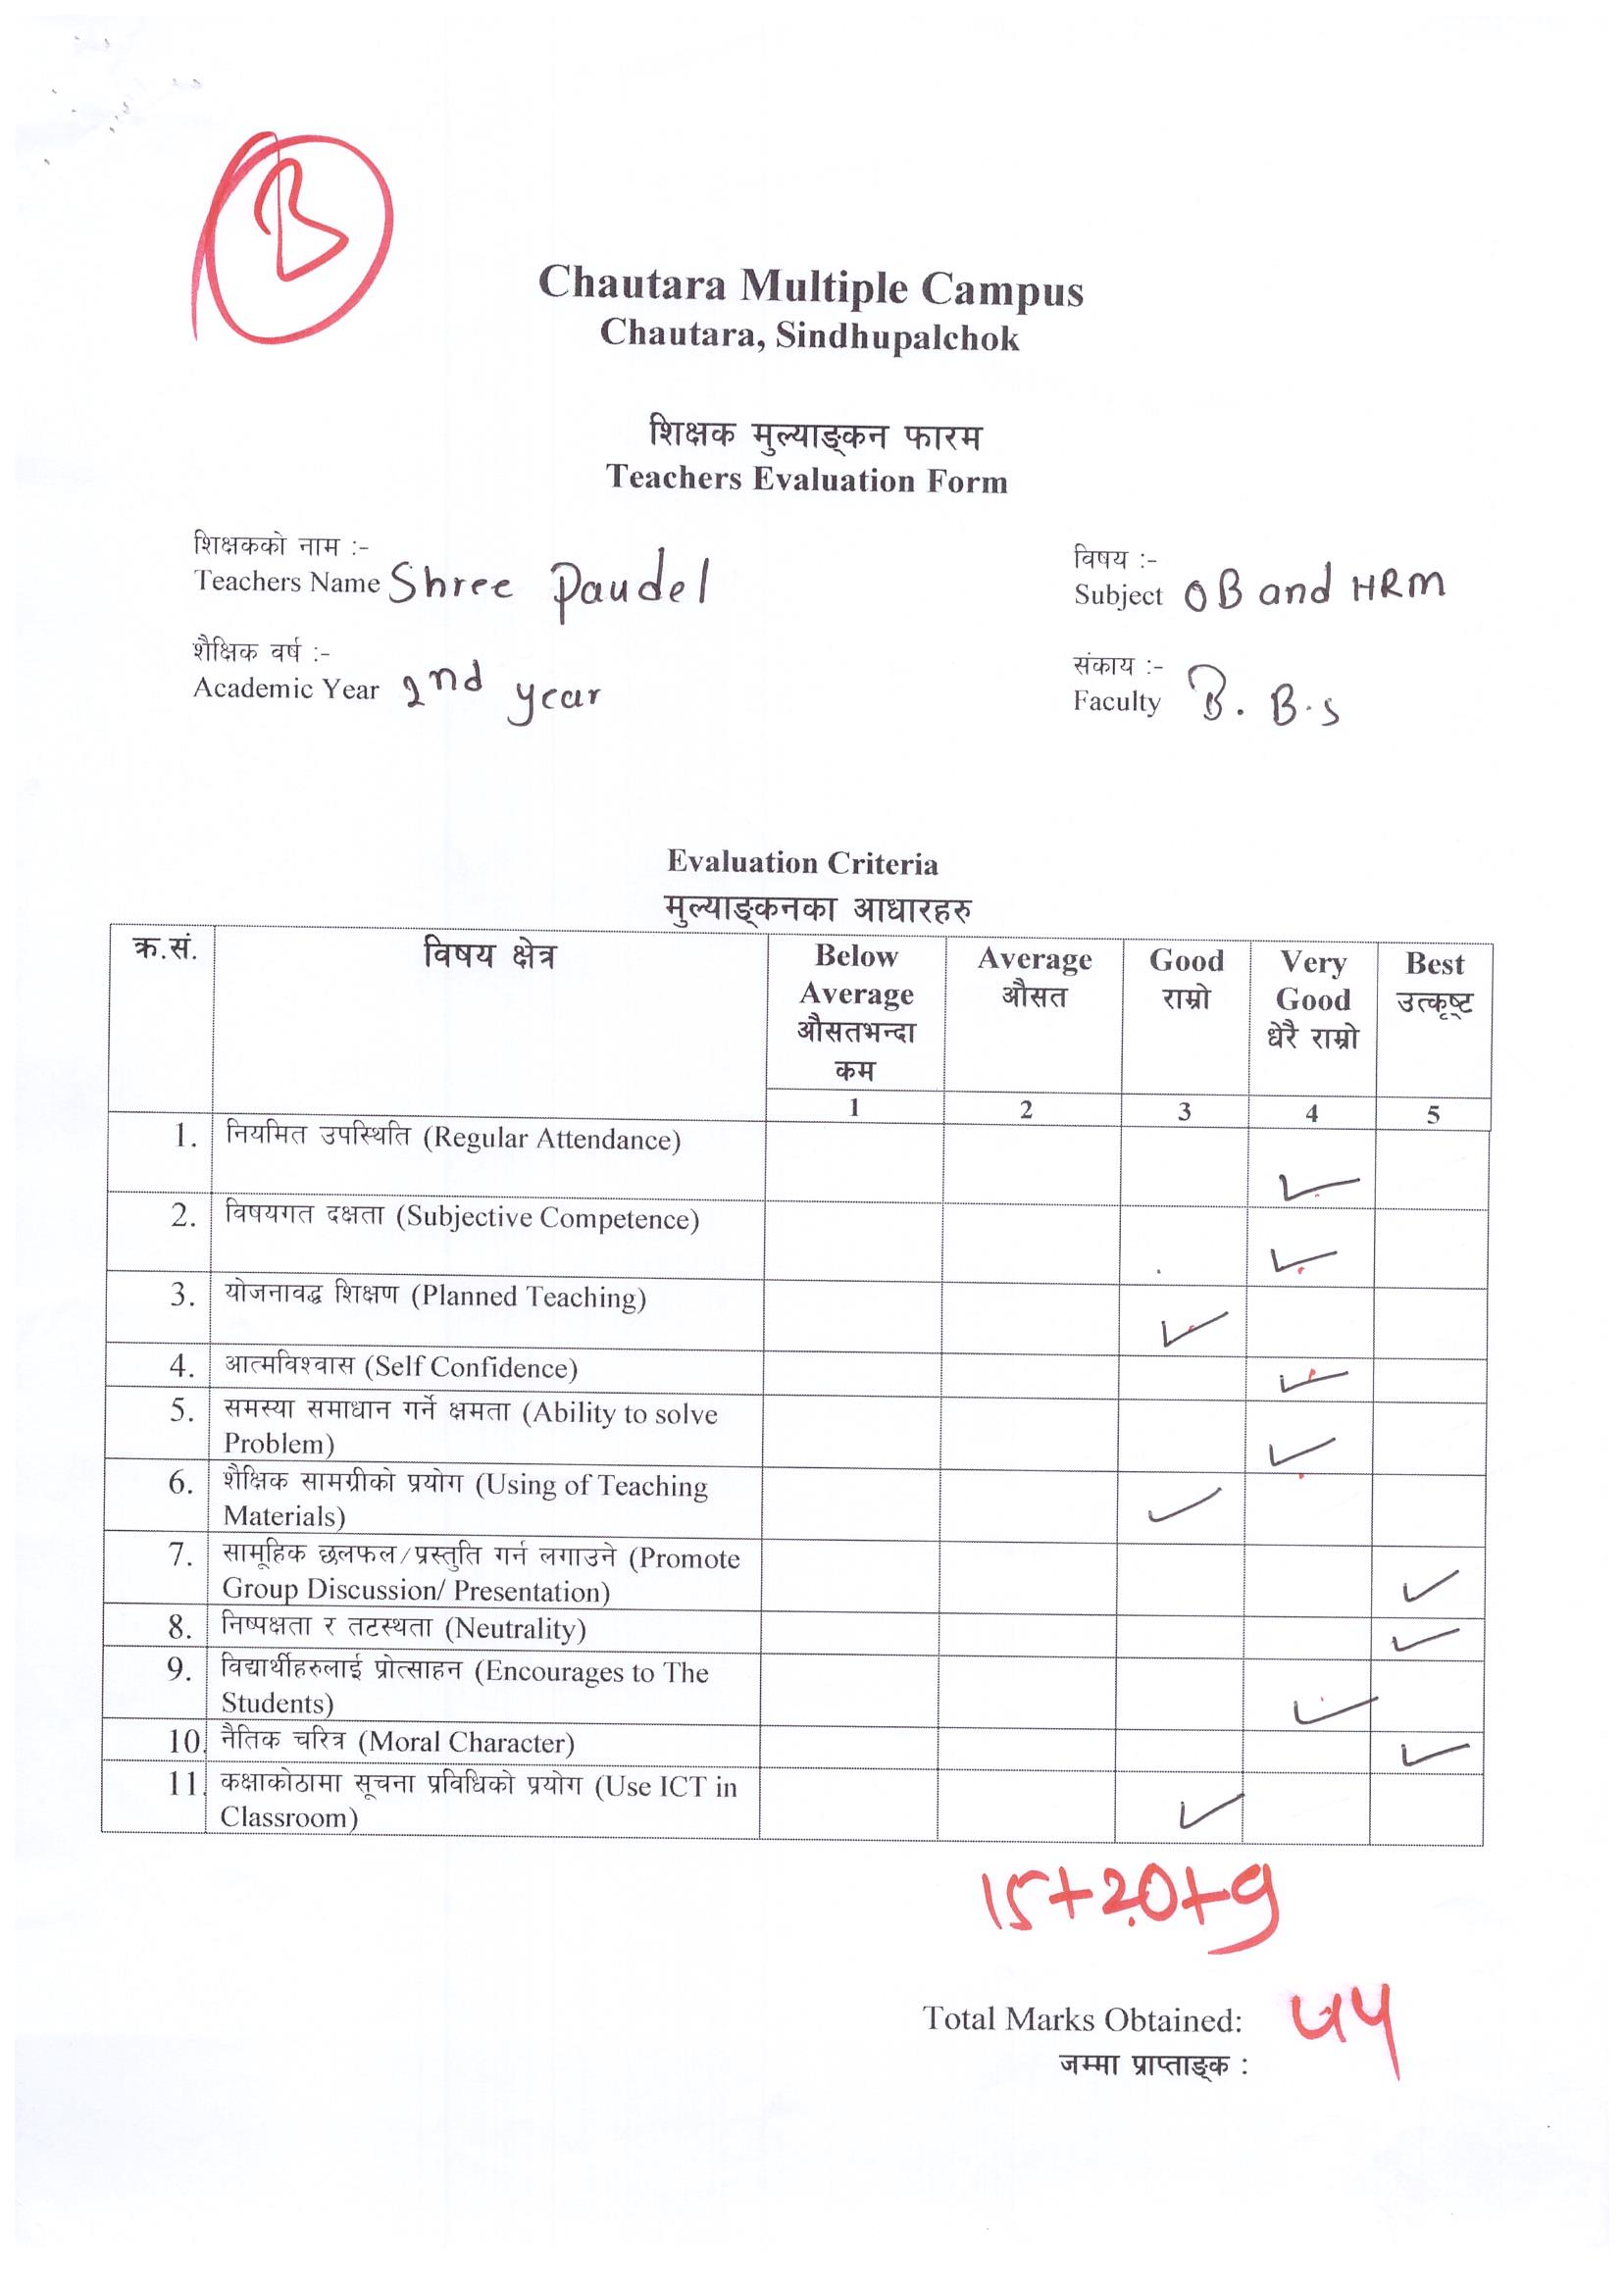 B
Chautara Multiple Campus
Chautara, Sindhupalchok
शिक्षक मुल्याङ्कन फारम
Teachers Evaluation Form
शिक्षकको नाम :-
Teachers Name Shree Paudel
विषय :-
Subject OB and HRM
शैक्षिक वर्ष :-
Academic Year 2nd year
संकाय :-
Faculty B. B.s
Evaluation Criteria
मुल्याङ्कनका आधारहरु
क्र.सं. विषय क्षेत्र Below Average औसतभन्दा कम Average औसत Good राम्रो Very Good धेरै राम्रो Best उत्कृष्ट
1 2 3 4 5
1. नियमित उपस्थिति (Regular Attendance) ✓
2. विषयगत दक्षता (Subjective Competence) ✓
3. योजनावद्ध शिक्षण (Planned Teaching) ✓
4. आत्मविश्वास (Self Confidence) ✓
5. समस्या समाधान गर्ने क्षमता (Ability to solve
Problem) ✓
6. शैक्षिक सामग्रीको प्रयोग (Using of Teaching
Materials) ✓
7. सामूहिक छलफल/प्रस्तुति गर्न लगाउने (Promote
Group Discussion/ Presentation) ✓
8. निष्पक्षता र तटस्थता (Neutrality) ✓
9. विद्यार्थीहरुलाई प्रोत्साहन (Encourages to The
Students) ✓
10. नैतिक चरित्र (Moral Character) ✓
11. कक्षाकोठामा सूचना प्रविधिको प्रयोग (Use ICT in
Classroom) ✓
15+20+9
Total Marks Obtained:
जम्मा प्राप्ताङ्क :